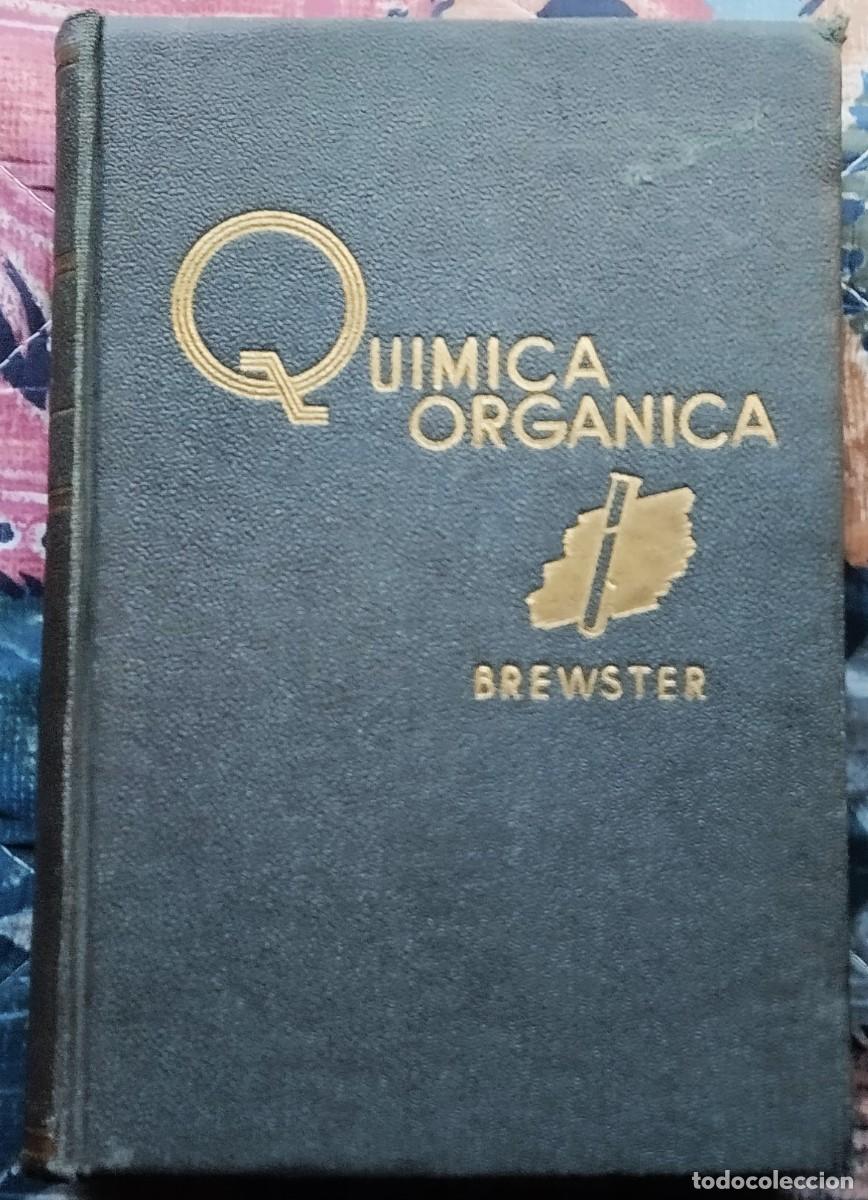 QUIMICA
ORGANICA
BREWSTER
todocoleccion